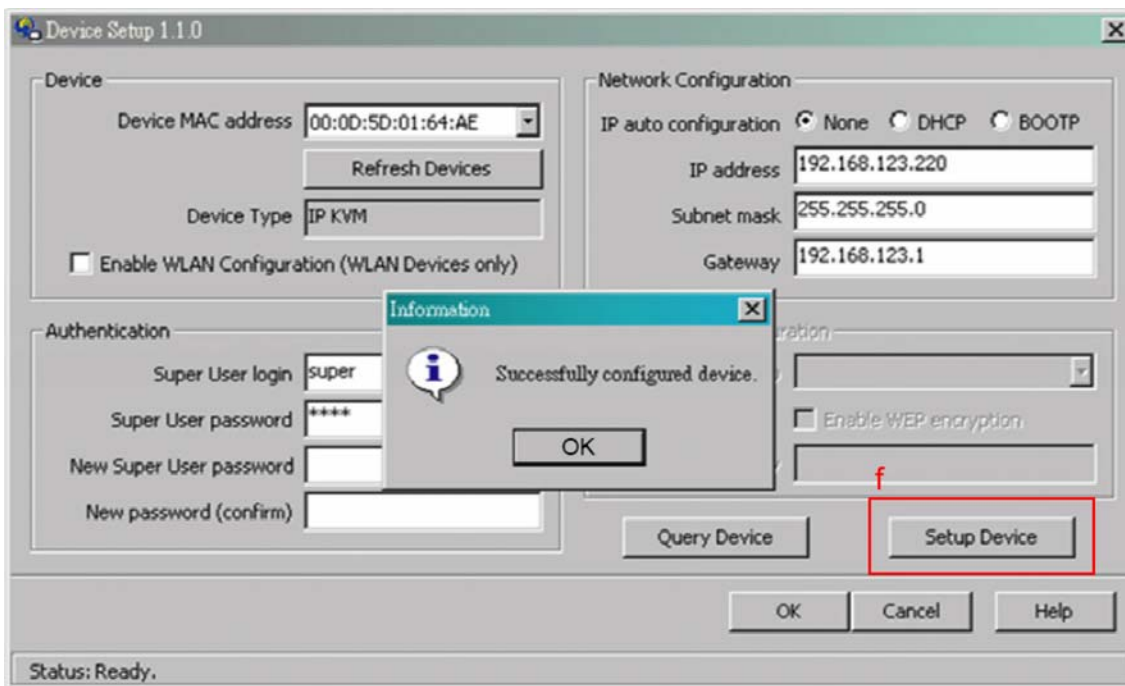 Device Setup 1.1.0
Device
Device MAC address 00:0D:5D:01:64:AE
Refresh Devices
Device Type IP KVM
Enable WLAN Configuration (WLAN Devices only)
Network Configuration
IP auto configuration None DHCP BOOTP
IP address 192.168.123.220
Subnet mask 255.255.255.0
Gateway 192.168.123.1
Authentication
Super User login super
Super User password ****
New Super User password
New password (confirm)
Information
Successfully configured device.
OK
Enable WEP encryption
f
Query Device
Setup Device
OK Cancel Help
Status: Ready.